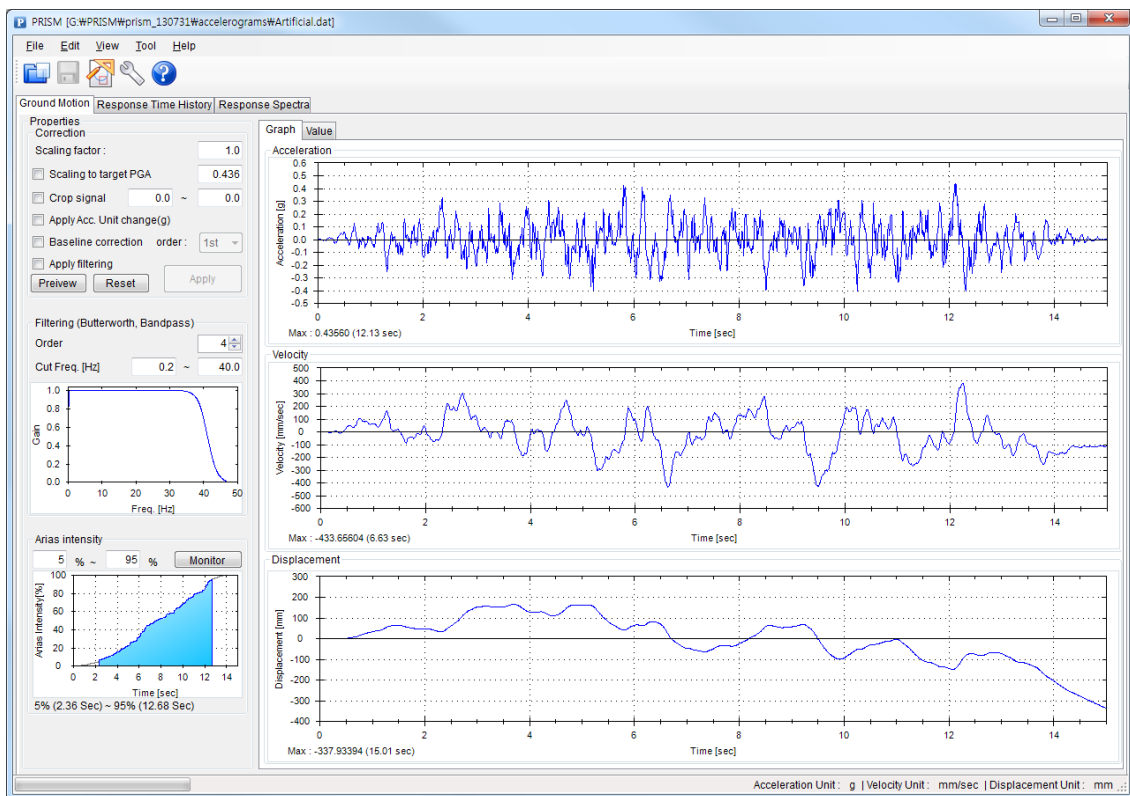 PRISM [G:₩PRISM₩prism_130731₩accelerograms₩Artificial.dat]
File Edit View Tool Help
Ground Motion Response Time History Response Spectra
Properties
Correction
Scaling factor : 1.0
Scaling to target PGA 0.436
Crop signal 0.0 ~ 0.0
Apply Acc. Unit change(g)
Baseline correction order : 1st
Apply filtering
Preivew Reset Apply
Filtering (Butterworth, Bandpass)
Order 4
Cut Freq. [Hz] 0.2 ~ 40.0
1.0
0.8
0.6
0.4
0.2
0.0
Gain
0 10 20 30 40 50
Freq. [Hz]
Arias intensity
5 % ~ 95 % Monitor
100
80
60
40
20
0
Arias Intensity[%]
0 2 4 6 8 10 12 14
Time [sec]
5% (2.36 Sec) ~ 95% (12.68 Sec)
Graph Value
Acceleration
0.6
0.5
0.4
0.3
0.2
0.1
0.0
-0.1
-0.2
-0.3
-0.4
-0.5
Acceleration [g]
0 2 4 6 8 10 12 14
Max : 0.43560 (12.13 sec) Time [sec]
Velocity
500
400
300
200
100
0
-100
-200
-300
-400
-500
-600
Velocity [mm/sec]
0 2 4 6 8 10 12 14
Max : -433.65604 (6.63 sec) Time [sec]
Displacement
300
200
100
0
-100
-200
-300
-400
Displacement [mm]
0 2 4 6 8 10 12 14
Max : -337.93394 (15.01 sec) Time [sec]
Acceleration Unit : g | Velocity Unit : mm/sec | Displacement Unit : mm